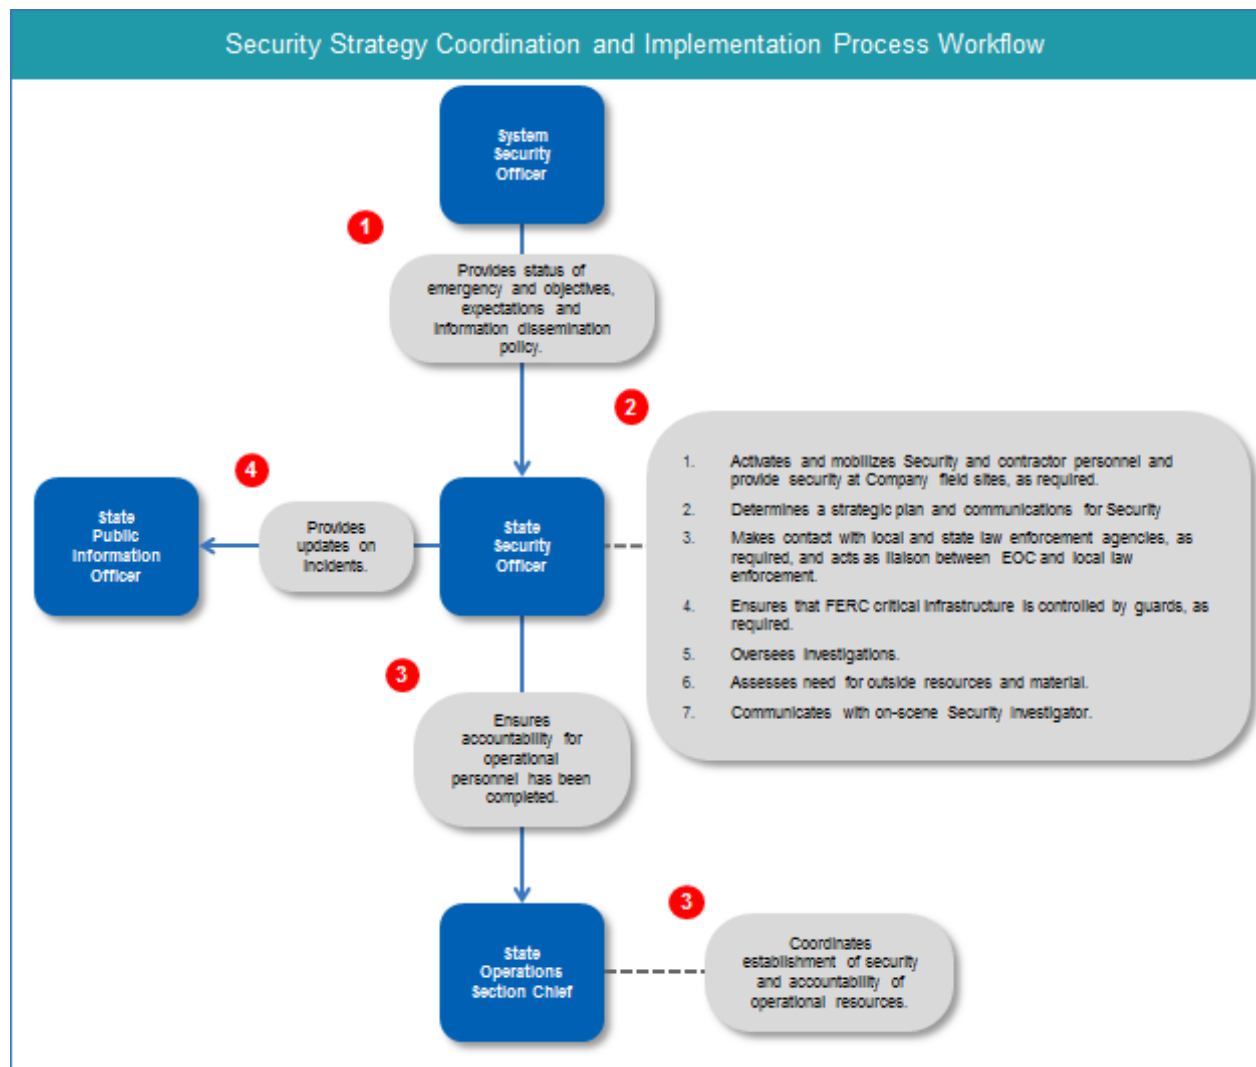 Security Strategy Coordination and Implementation Process Workflow
System
Security
Officer
1
Provides status of
emergency and objectives,
expectations and
information dissemination
policy.
2
1. Activates and mobilizes Security and contractor personnel and
provide security at Company field sites, as required.
2. Determines a strategic plan and communications for Security
3. Makes contact with local and state law enforcement agencies, as
required, and acts as liaison between EOC and local law
enforcement.
4. Ensures that FERC critical infrastructure is controlled by guards, as
required.
5. Oversees investigations.
6. Assesses need for outside resources and material.
7. Communicates with on-scene Security investigator.
4
State
Public
Information
Officer
Provides
updates on
incidents.
State
Security
Officer
3
Ensures
accountability for
operational
personnel has been
completed.
State
Operations
Section Chief
3
Coordinates
establishment of security
and accountability of
operational resources.